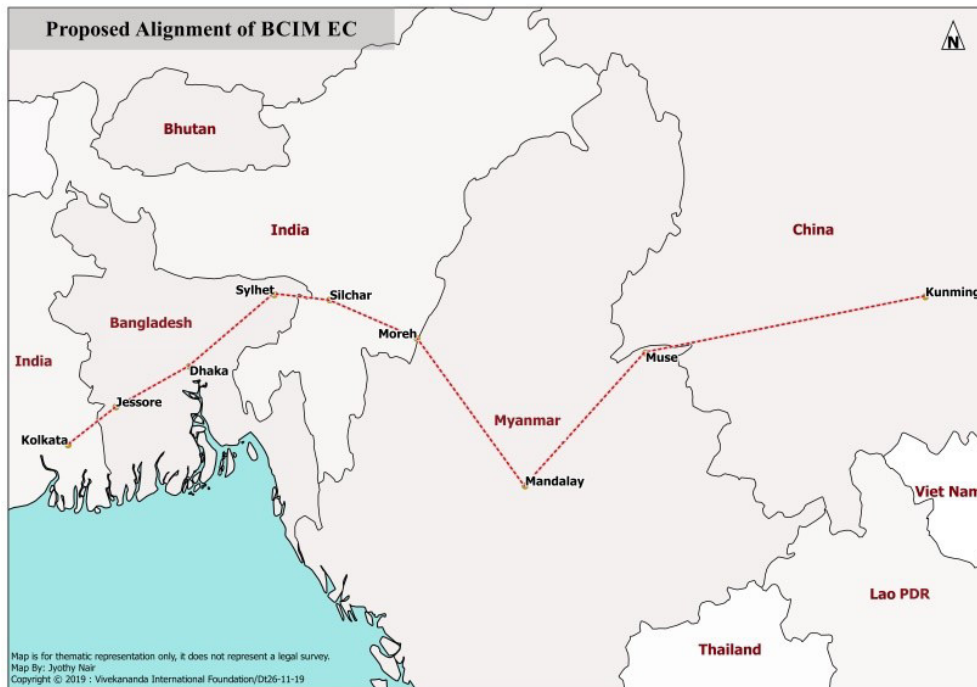 Proposed Alignment of BCIM EC
N
Bhutan
India
China
Sylhet
Silchar
Kunming
Bangladesh
Moreh
India
Dhaka
Muse
Jessore
Myanmar
Kolkata
Mandalay
Viet Nam
Lao PDR
Thailand
Map is for thematic representation only, it does not represent a legal survey.
Map By: Jyothy Nair
Copyright © 2019 : Vivekananda International Foundation/Dt26-11-19